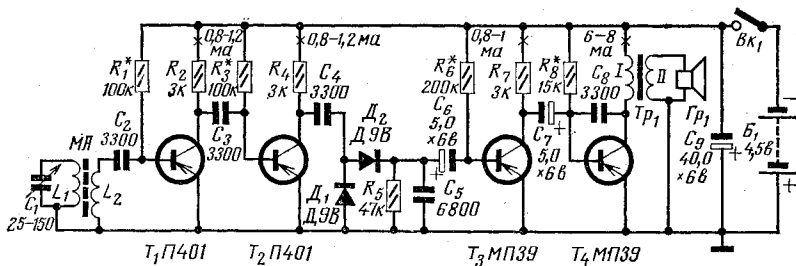 0,8-1,2 ма
0,8-1,2 ма
0,8-1 ма
6-8 ма
Вк₁
R₁* 100к
R₂ 3к
R₃* 100к
R₄ 3к
C₄ 3300
R₆* 200к
R₇ 3к
R₈* 15к
C₈ 3300
I
II
Тр₁
Гр₁
C₂ 3300
C₃ 3300
Д₂ Д9В
C₆ 5,0 ×6в
C₇ 5,0 ×6в
C₉ 40,0 ×6в
Б₁ 4,5в
МА
L₁
L₂
C₁ 25-150
Д₁ Д9В
R₅ 47к
C₅ 6800
+
+
+
+
-
T₁ П401
T₂ П401
T₃ МП39
T₄ МП39